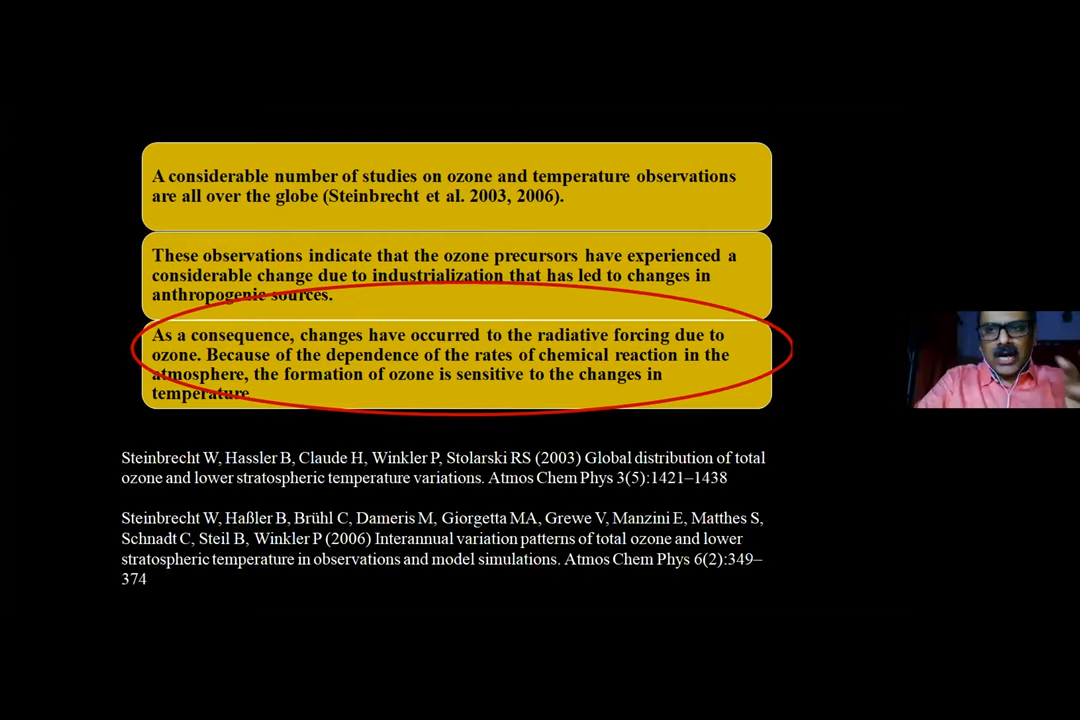 A considerable number of studies on ozone and temperature observations
are all over the globe (Steinbrecht et al. 2003, 2006).
These observations indicate that the ozone precursors have experienced a
considerable change due to industrialization that has led to changes in
anthropogenic sources.
As a consequence, changes have occurred to the radiative forcing due to
ozone. Because of the dependence of the rates of chemical reaction in the
atmosphere, the formation of ozone is sensitive to the changes in
temperature
Steinbrecht W, Hassler B, Claude H, Winkler P, Stolarski RS (2003) Global distribution of total
ozone and lower stratospheric temperature variations. Atmos Chem Phys 3(5):1421–1438
Steinbrecht W, Haßler B, Brühl C, Dameris M, Giorgetta MA, Grewe V, Manzini E, Matthes S,
Schnadt C, Steil B, Winkler P (2006) Interannual variation patterns of total ozone and lower
stratospheric temperature in observations and model simulations. Atmos Chem Phys 6(2):349–
374